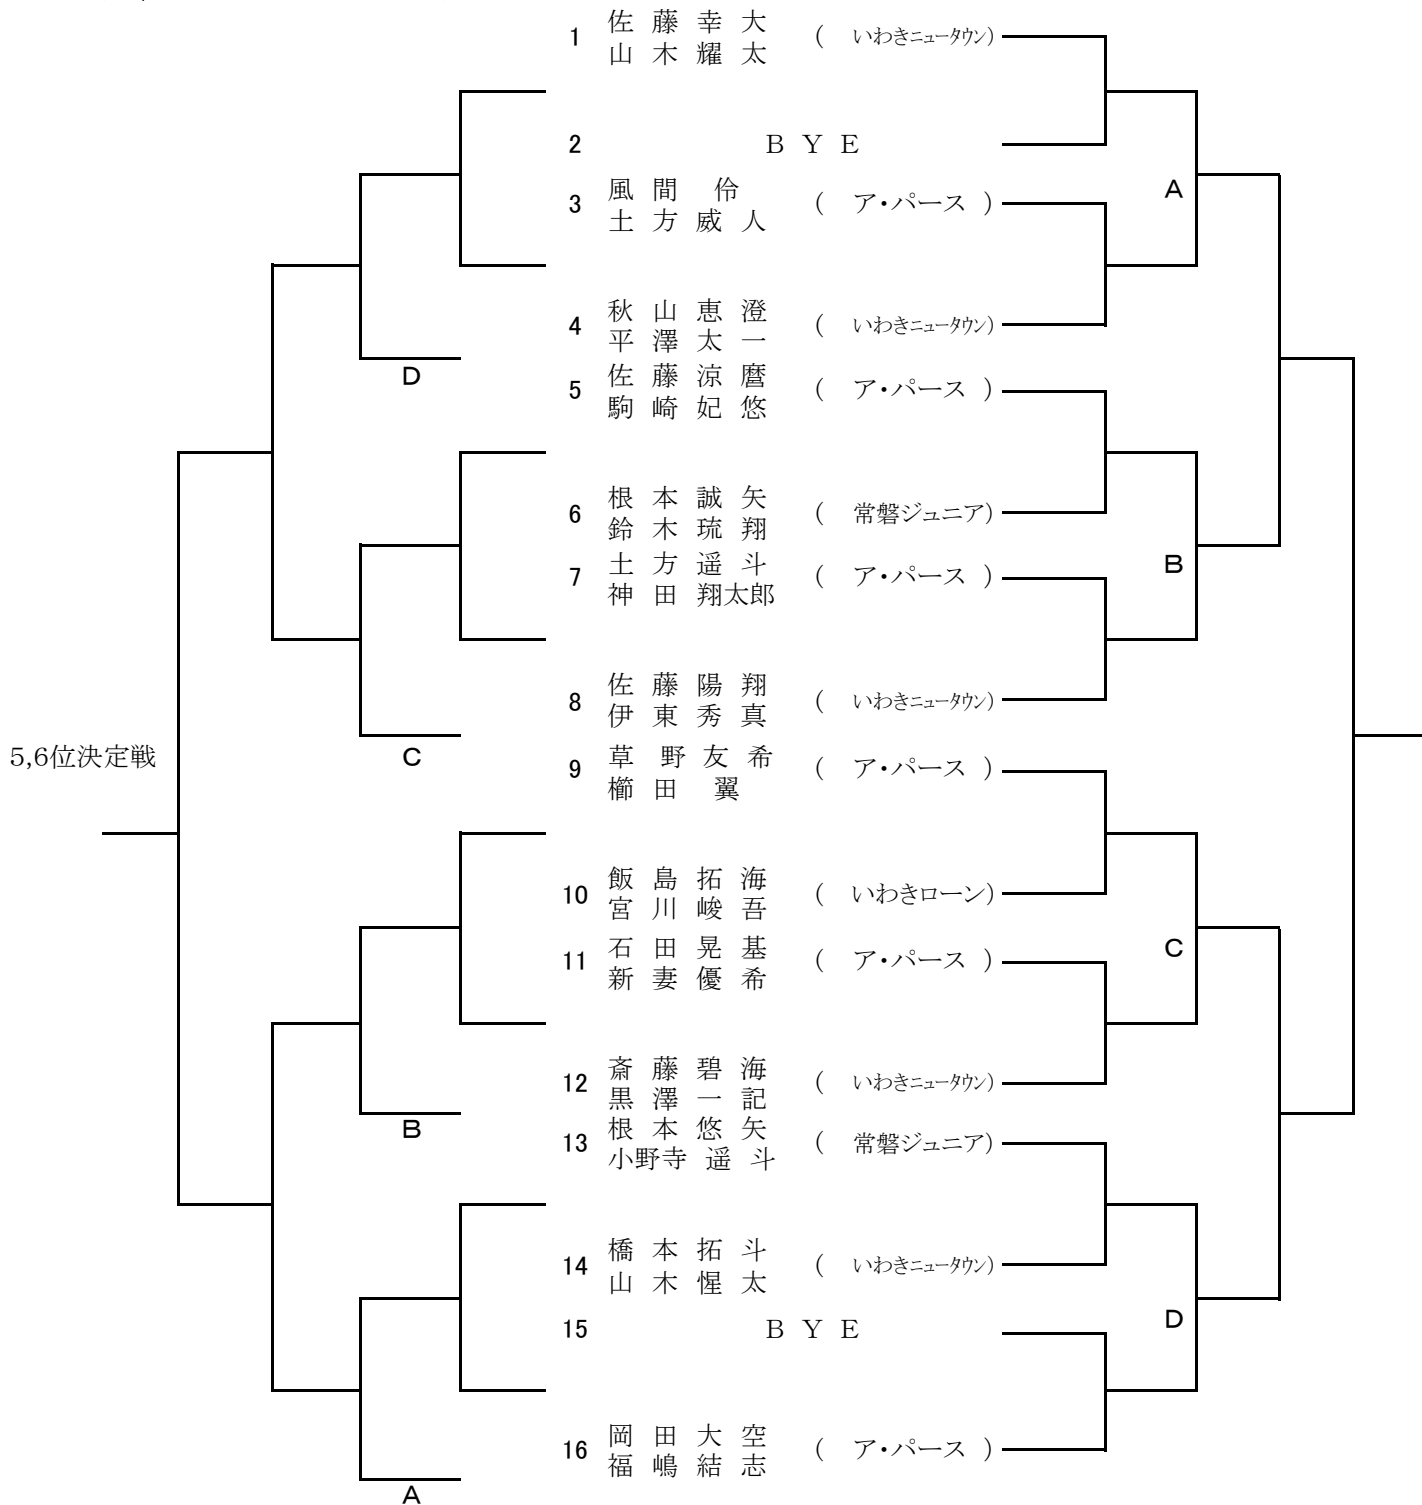 1 佐藤幸大 ( いわきニュータウン)
山木耀太
2 BYE
A
3 風間 伶 ( ア・パース )
土方威人
4 秋山恵澄 ( いわきニュータウン)
平澤太一
D
5 佐藤涼麿 ( ア・パース )
駒崎妃悠
6 根本誠矢 ( 常磐ジュニア)
鈴木琉翔
B
7 土方遥斗 ( ア・パース )
神田翔太郎
8 佐藤陽翔 ( いわきニュータウン)
伊東秀真
5,6位決定戦
C
9 草野友希 ( ア・パース )
櫛田 翼
10 飯島拓海 ( いわきローン)
宮川峻吾
C
11 石田晃基 ( ア・パース )
新妻優希
12 斎藤碧海 ( いわきニュータウン)
黒澤一記
B
13 根本悠矢 ( 常磐ジュニア)
小野寺遥斗
14 橋本拓斗 ( いわきニュータウン)
山木惺太
D
15 BYE
16 岡田大空 ( ア・パース )
福嶋結志
A